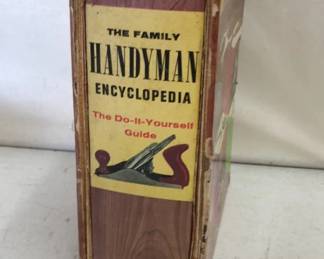 THE FAMILY
HANDYMAN
ENCYCLOPEDIA
The Do-It-Yourself
Guide